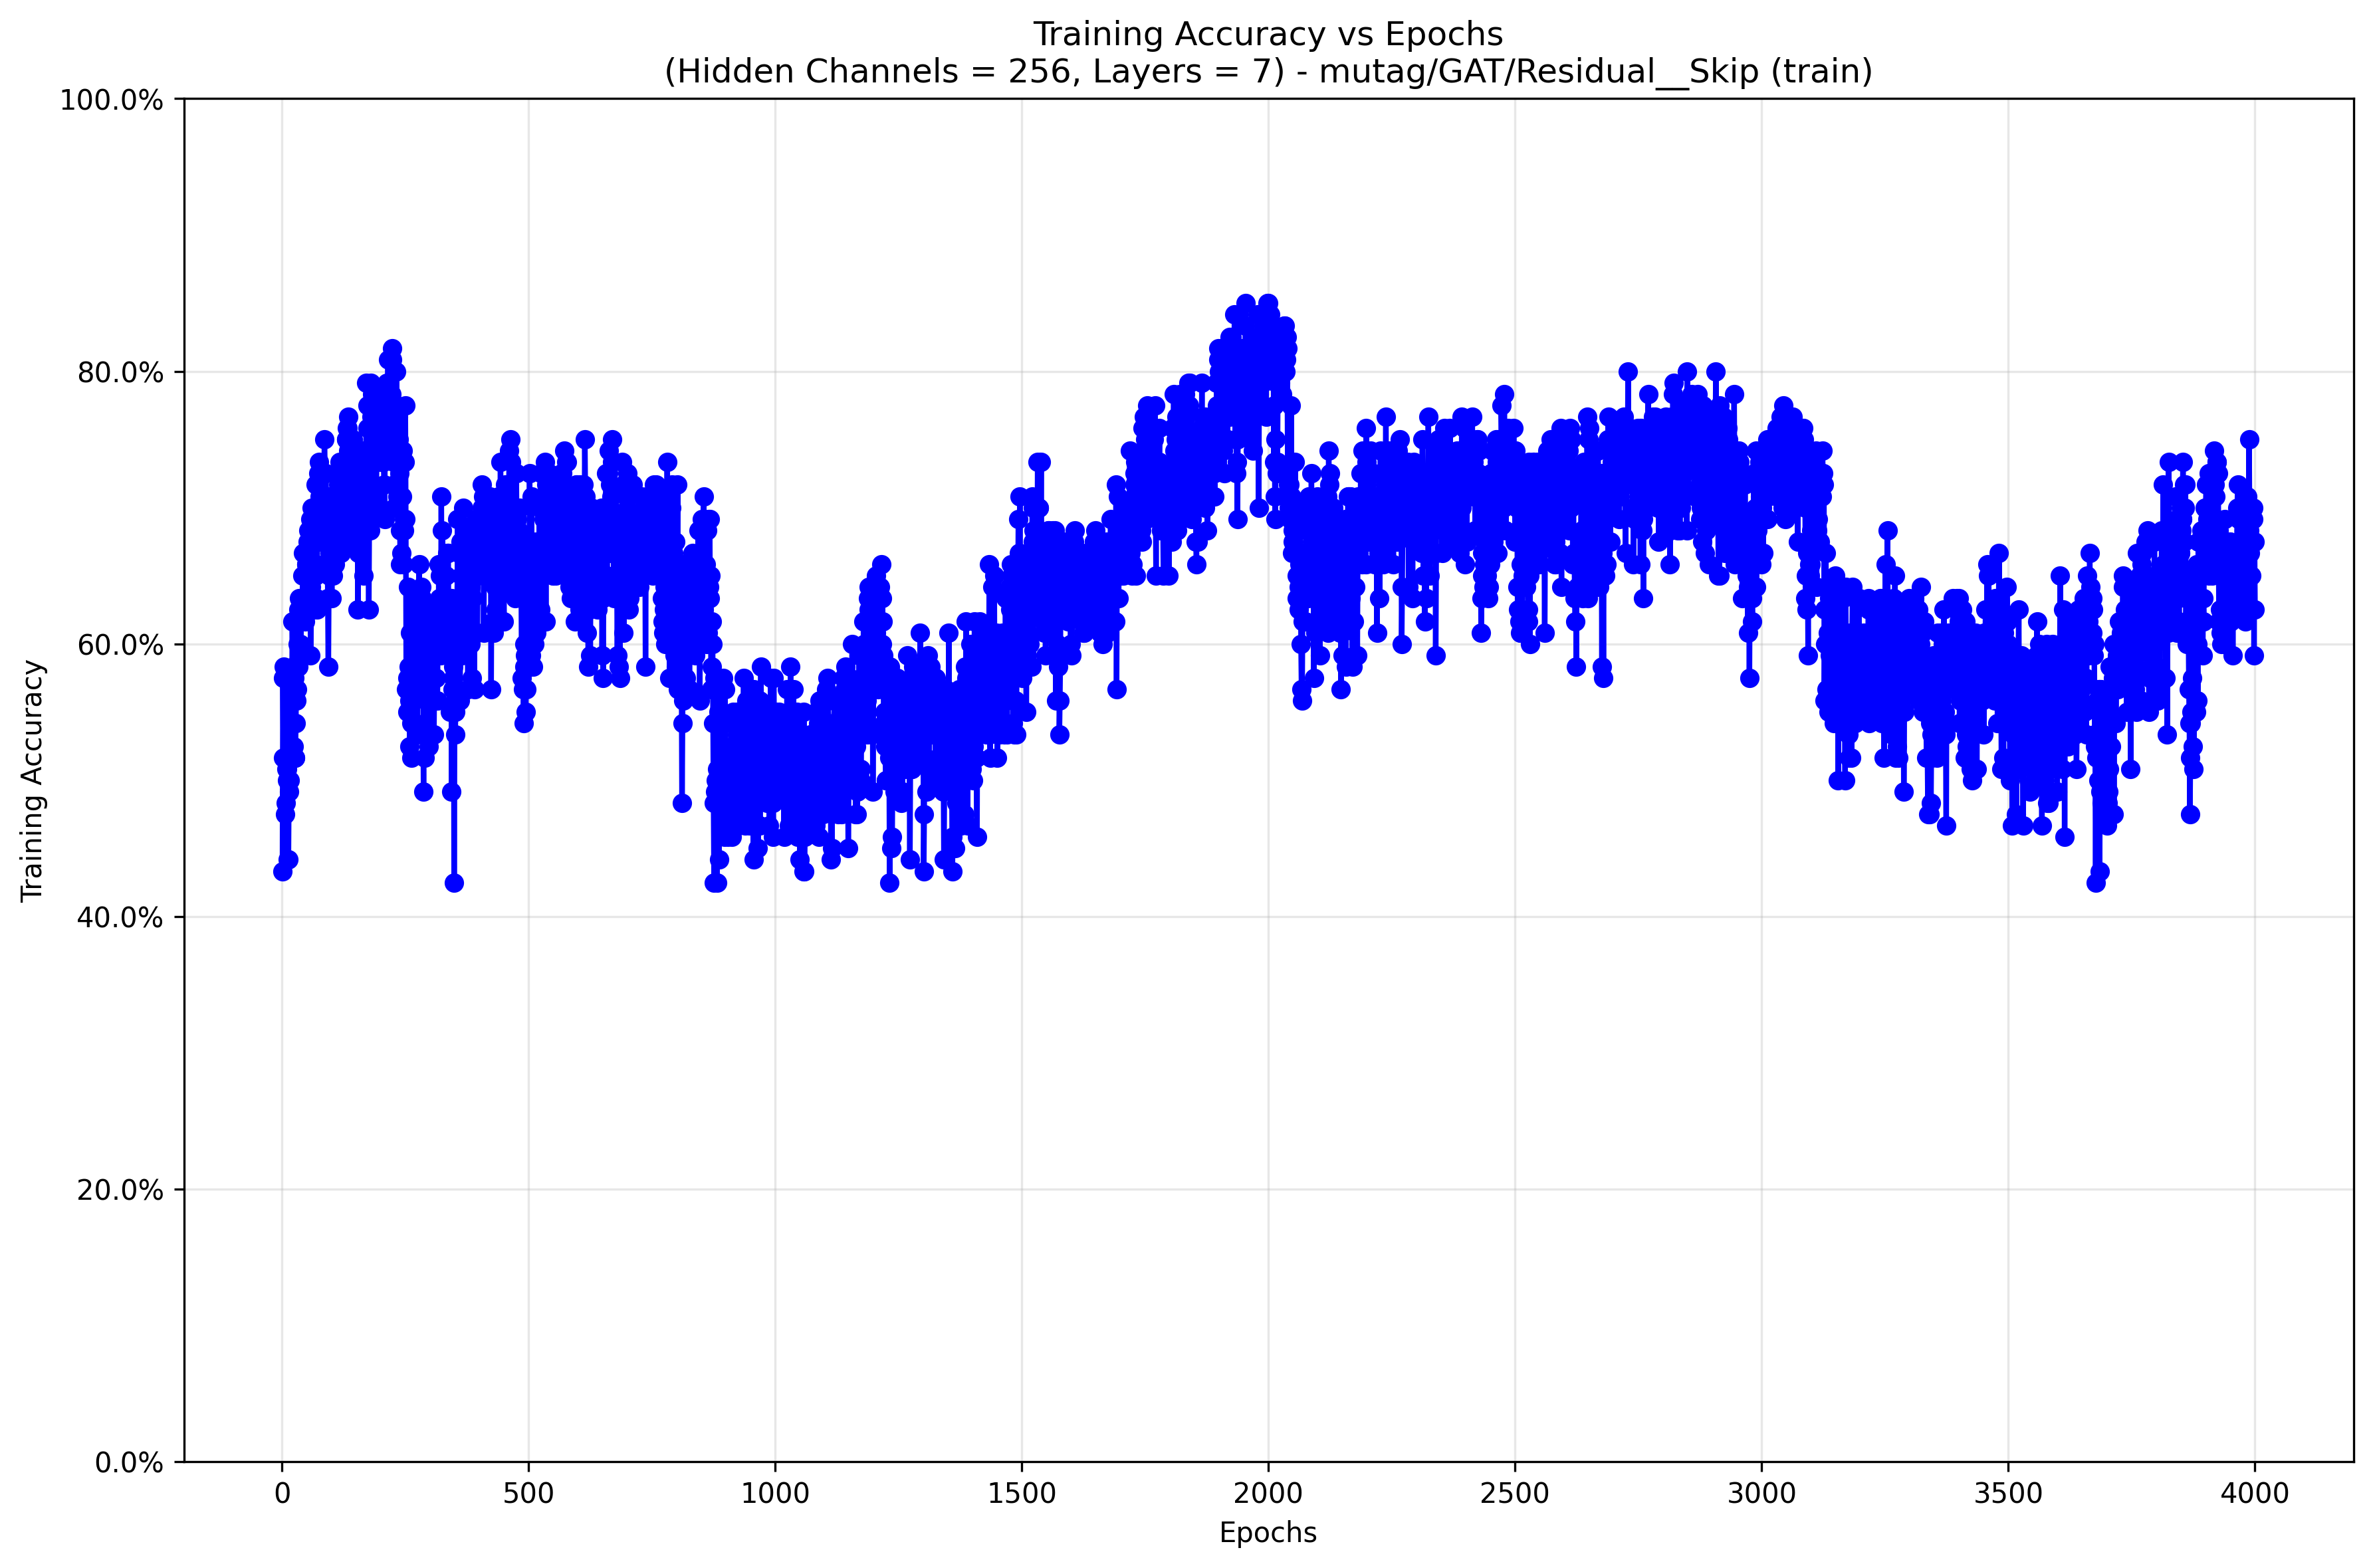 Training Accuracy vs Epochs
(Hidden Channels = 256, Layers = 7) - mutag/GAT/Residual__Skip (train)
100.0%
80.0%
60.0%
40.0%
20.0%
0.0%
Training Accuracy
0 500 1000 1500 2000 2500 3000 3500 4000
Epochs